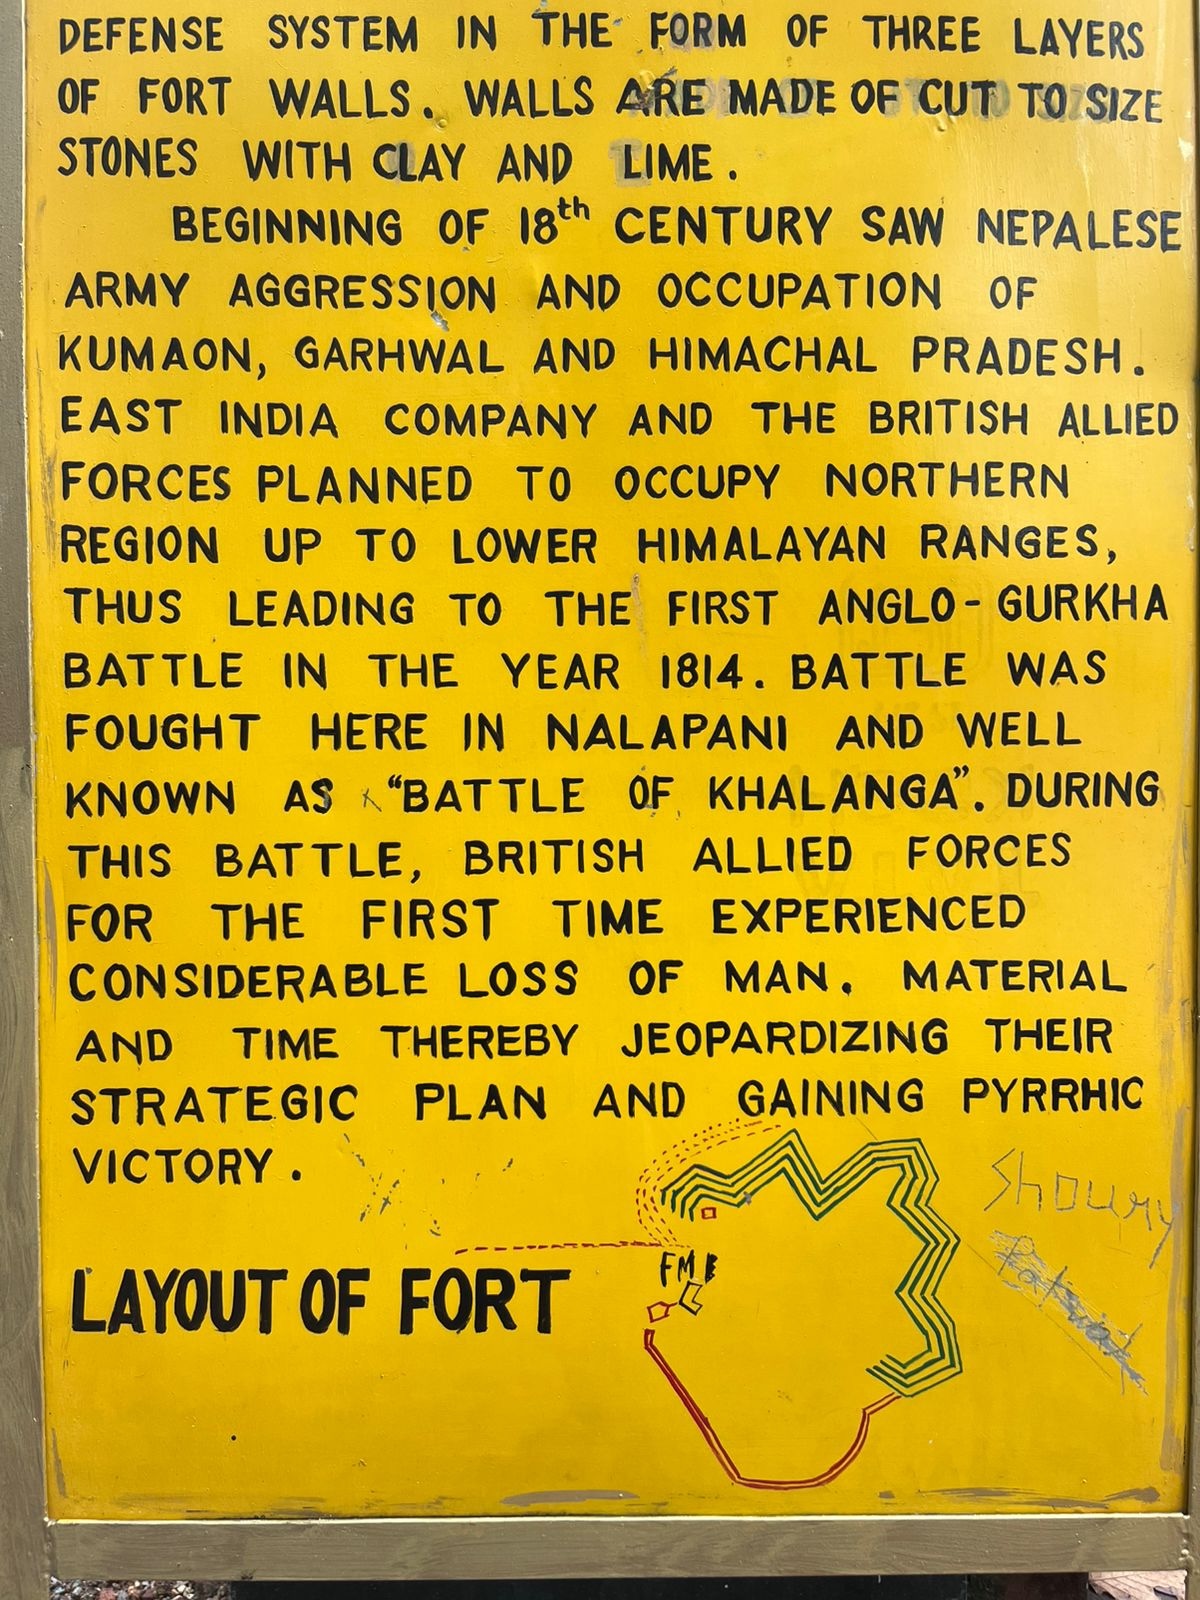 DEFENSE SYSTEM IN THE FORM OF THREE LAYERS
OF FORT WALLS. WALLS ARE MADE OF CUT TO SIZE
STONES WITH CLAY AND LIME.
BEGINNING OF 18th CENTURY SAW NEPALESE
ARMY AGGRESSION AND OCCUPATION OF
KUMAON, GARHWAL AND HIMACHAL PRADESH.
EAST INDIA COMPANY AND THE BRITISH ALLIED
FORCES PLANNED TO OCCUPY NORTHERN
REGION UP TO LOWER HIMALAYAN RANGES,
THUS LEADING TO THE FIRST ANGLO-GURKHA
BATTLE IN THE YEAR 1814. BATTLE WAS
FOUGHT HERE IN NALAPANI AND WELL
KNOWN AS "BATTLE OF KHALANGA". DURING
THIS BATTLE, BRITISH ALLIED FORCES
FOR THE FIRST TIME EXPERIENCED
CONSIDERABLE LOSS OF MAN. MATERIAL
AND TIME THEREBY JEOPARDIZING THEIR
STRATEGIC PLAN AND GAINING PYRRHIC
VICTORY.
LAYOUT OF FORT